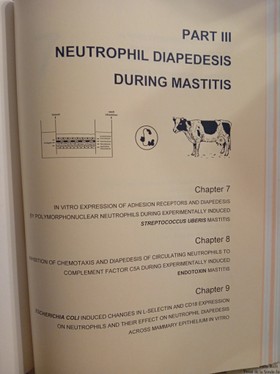 PART III
NEUTROPHIL DIAPEDESIS
DURING MASTITIS
Chapter 7
IN VITRO EXPRESSION OF ADHESION RECEPTORS AND DIAPEDESIS
BY POLYMORPHONUCLEAR NEUTROPHILS DURING EXPERIMENTALLY INDUCED
STREPTOCOCCUS UBERIS MASTITIS
Chapter 8
OF CHEMOTAXIS AND DIAPEDESIS OF CIRCULATING NEUTROPHILS TO
COMPLEMENT FACTOR C5A DURING EXPERIMENTALLY INDUCED
ENDOTOXIN MASTITIS
Chapter 9
ESCHERICHIA COLI INDUCED CHANGES IN L-SELECTIN AND CD18 EXPRESSION
ON NEUTROPHILS AND THEIR EFFECT ON NEUTROPHIL DIAPEDESIS
ACROSS MAMMARY EPITHELIUM IN VITRO